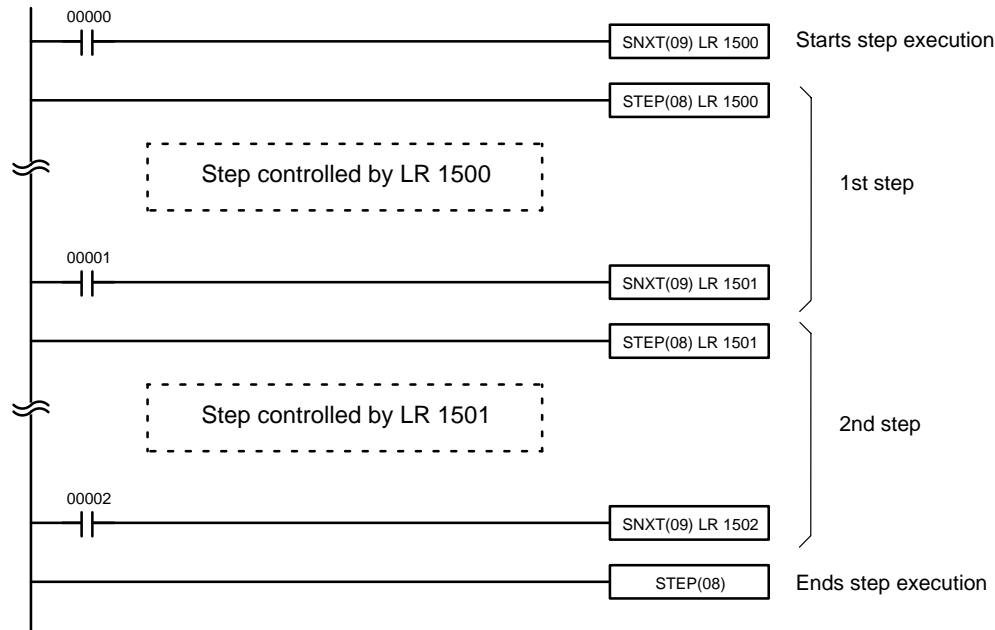 00000
SNXT(09) LR 1500
Starts step execution
STEP(08) LR 1500
Step controlled by LR 1500
1st step
00001
SNXT(09) LR 1501
STEP(08) LR 1501
Step controlled by LR 1501
2nd step
00002
SNXT(09) LR 1502
STEP(08)
Ends step execution